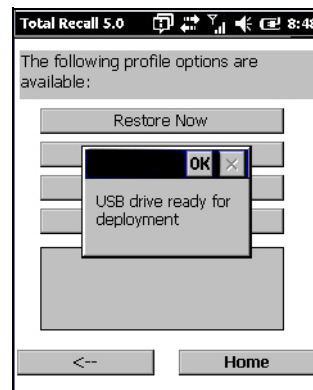 Total Recall 5.0 8:48
The following profile options are
available:
Restore Now
OK
USB drive ready for
deployment
<--
Home